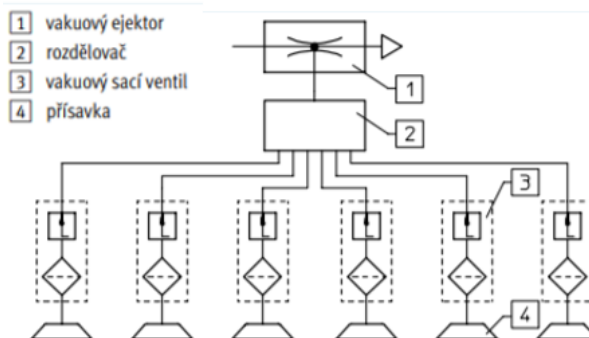 1 vakuový ejektor
2 rozdělovač
3 vakuový sací ventil
4 přísavka
1
2
3
4